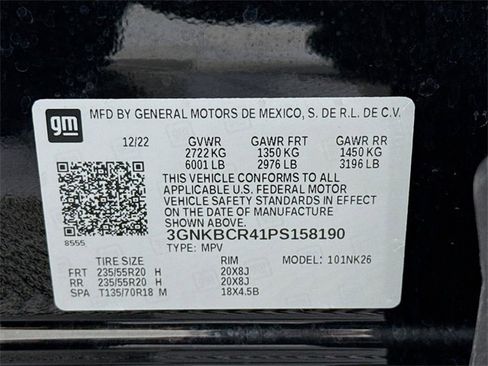 gm
MFD BY GENERAL MOTORS DE MEXICO, S. DE R.L. DE C.V.
12/22 GVWR GAWR FRT GAWR RR
2722 KG 1350 KG 1450 KG
6001 LB 2976 LB 3196 LB
THIS VEHICLE CONFORMS TO ALL
APPLICABLE U.S. FEDERAL MOTOR
VEHICLE SAFETY STANDARDS IN EFFECT
ON THE DATE OF MANUFACTURE
SHOWN ABOVE.
8555 3GNKBCR41PS158190
TYPE: MPV
TIRE SIZE RIM MODEL: 101NK26
FRT 235/55R20 H 20X8J
RR 235/55R20 H 20X8J
SPA T135/70R18 M 18X4.5B